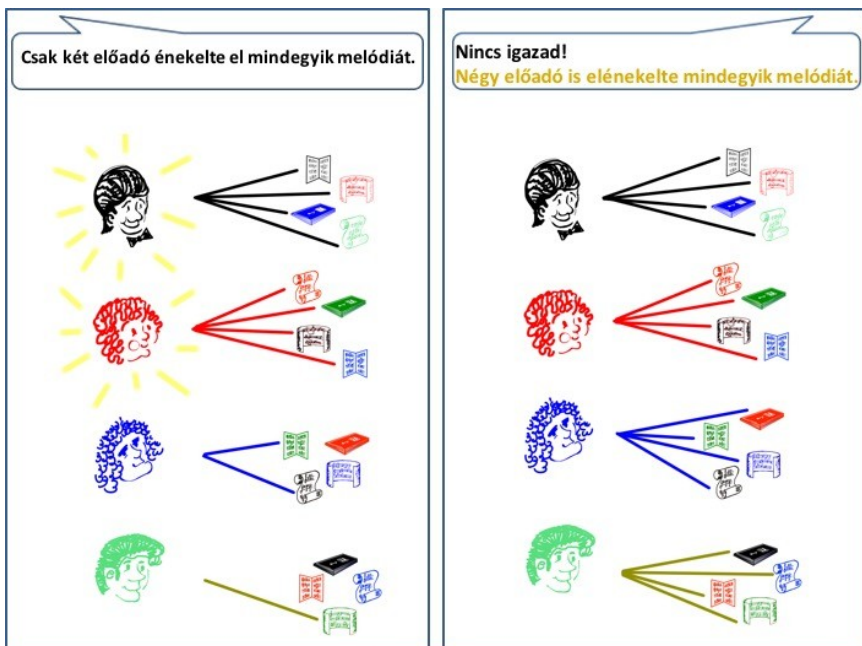 Csak két előadó énekelte el mindegyik melódiát.
Nincs igazad!
Négy előadó is elénekelte mindegyik melódiát.